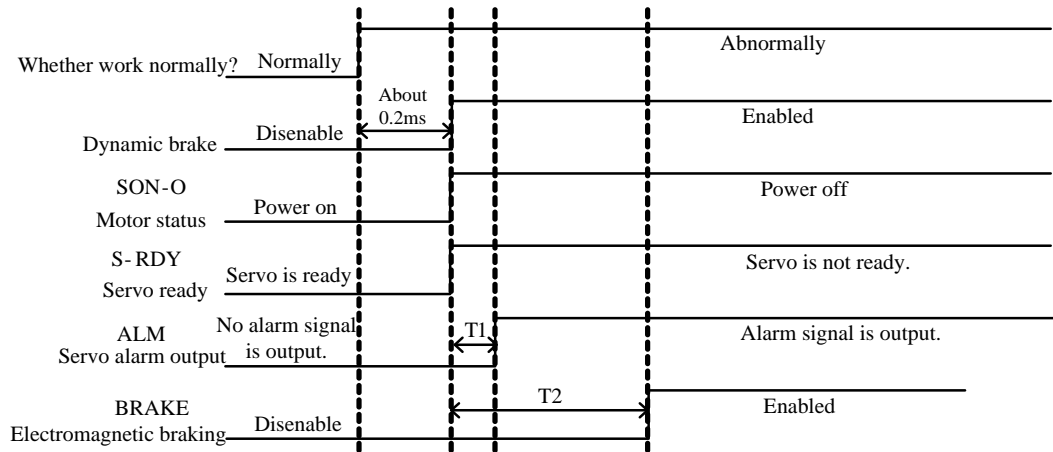 Abnormally
Whether work normally? Normally
About
0.2ms
Enabled
Dynamic brake Disenable
SON-O
Power off
Motor status Power on
S-RDY
Servo is ready
Servo is not ready.
Servo ready
ALM
No alarm signal
is output.
T1
Alarm signal is output.
Servo alarm output
BRAKE
T2
Enabled
Electromagnetic braking Disenable